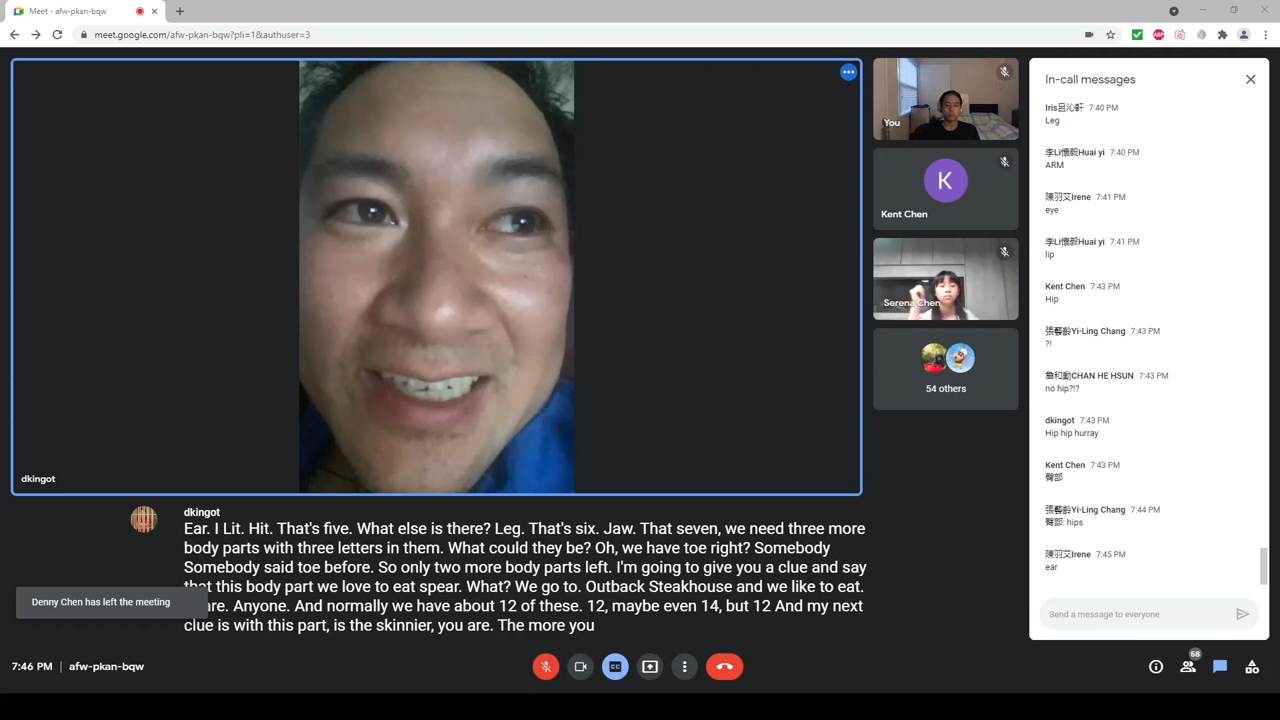 Meet - afw-pkan-bqw
meet.google.com/afw-pkan-bqw?pli=1&authuser=3
You
K
Kent Chen
Serena Chen
54 others
dkingot
In-call messages
Iris呂沁軒 7:40 PM
Leg
李Li懷毅Huai yi 7:40 PM
ARM
陳羽艾Irene 7:41 PM
eye
李Li懷毅Huai yi 7:41 PM
lip
Kent Chen 7:43 PM
Hip
張藝齡Yi-Ling Chang 7:43 PM
?!
詹和勳CHAN HE HSUN 7:43 PM
no hip?!?
dkingot 7:43 PM
Hip hip hurray
Kent Chen 7:43 PM
臀部
張藝齡Yi-Ling Chang 7:44 PM
臀部: hips
陳羽艾Irene 7:45 PM
ear
Send a message to everyone
dkingot
Ear. I Lit. Hit. That's five. What else is there? Leg. That's six. Jaw. That seven, we need three more
body parts with three letters in them. What could they be? Oh, we have toe right? Somebody
Somebody said toe before. So only two more body parts left. I'm going to give you a clue and say
that this body part we love to eat spear. What? We go to. Outback Steakhouse and we like to eat.
are. Anyone. And normally we have about 12 of these. 12, maybe even 14, but 12 And my next
clue is with this part, is the skinnier, you are. The more you
Denny Chen has left the meeting
7:46 PM | afw-pkan-bqw
58